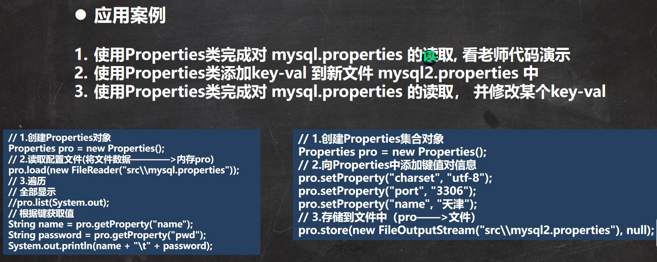 ● 应用案例
1. 使用Properties类完成对 mysql.properties 的读取, 看老师代码演示
2. 使用Properties类添加key-val 到新文件 mysql2.properties 中
3. 使用Properties类完成对 mysql.properties 的读取， 并修改某个key-val
// 1.创建Properties对象
Properties pro = new Properties();
// 2.读取配置文件(将文件数据————>内存pro)
pro.load(new FileReader("src\\mysql.properties"));
// 3.遍历
// 全部显示
//pro.list(System.out);
// 根据键获取值
String name = pro.getProperty("name");
String password = pro.getProperty("pwd");
System.out.println(name + "\t" + password);
// 1.创建Properties集合对象
Properties pro = new Properties();
// 2.向Properties中添加键值对信息
pro.setProperty("charset", "utf-8");
pro.setProperty("port", "3306");
pro.setProperty("name", "天津");
// 3.存储到文件中（pro——>文件）
pro.store(new FileOutputStream("src\\mysql2.properties"), null);